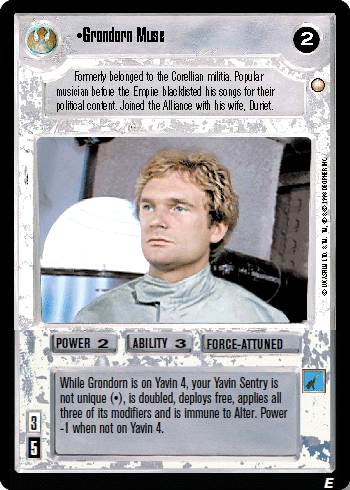 •Grondorn Muse
2
Formerly belonged to the Corellian militia. Popular
musician before the Empire blacklisted his songs for their
political content. Joined the Alliance with his wife, Duriet.
POWER 2 ABILITY 3 FORCE-ATTUNED
While Grondorn is on Yavin 4, your Yavin Sentry is
not unique (•), is doubled, deploys free, applies all
three of its modifiers and is immune to Alter. Power
-1 when not on Yavin 4.
3
5
E